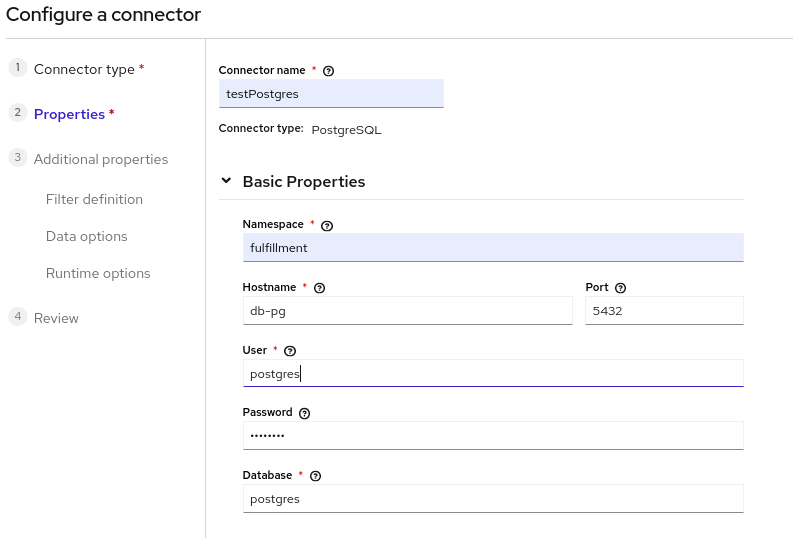 Configure a connector
1 Connector type *
2 Properties *
3 Additional properties
Filter definition
Data options
Runtime options
4 Review
Connector name * ?
testPostgres
Connector type: PostgreSQL
Basic Properties
Namespace * ?
fulfillment
Hostname * ? Port ?
db-pg 5432
User * ?
postgres
Password ?
••••••••
Database * ?
postgres